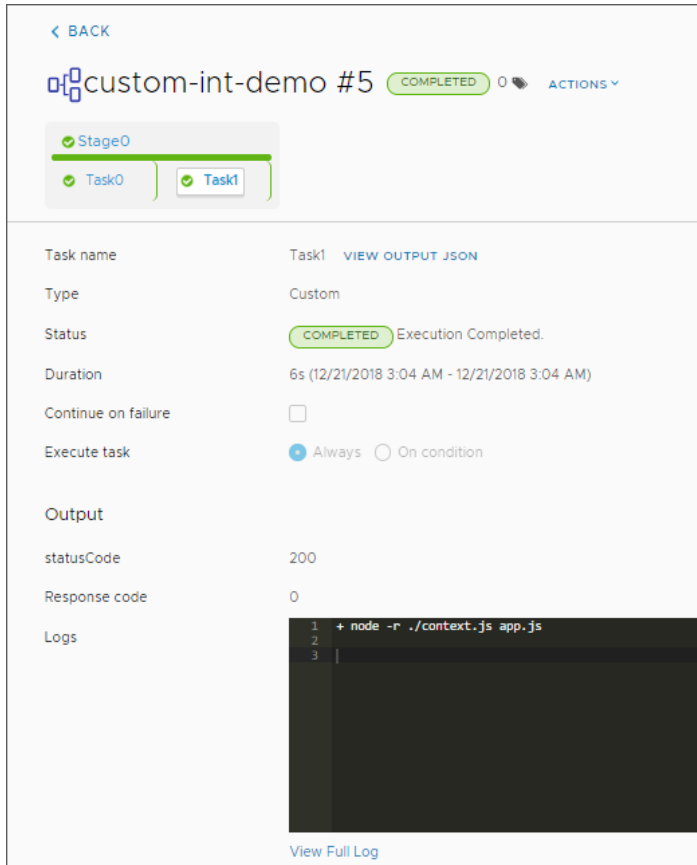 BACK
custom-int-demo #5 COMPLETED 0 ACTIONS
Stage0
Task0 Task1
Task name Task1 VIEW OUTPUT JSON
Type Custom
Status COMPLETED Execution Completed.
Duration 6s (12/21/2018 3:04 AM - 12/21/2018 3:04 AM)
Continue on failure
Execute task Always On condition
Output
statusCode 200
Response code 0
Logs 1 + node -r ./context.js app.js
2
3
View Full Log